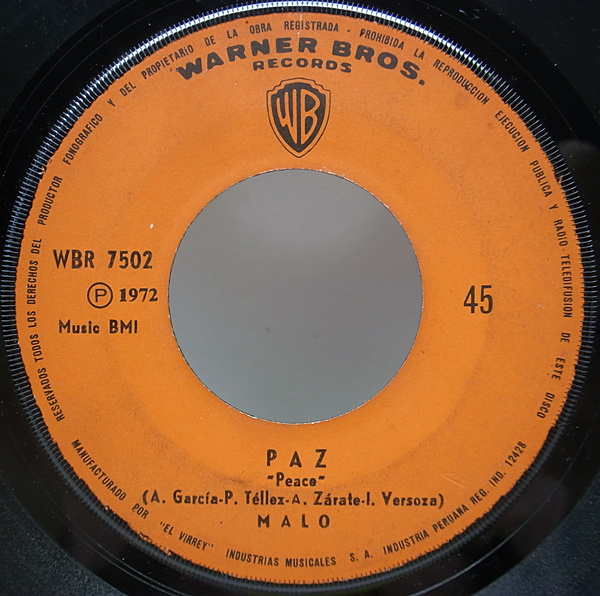 RESERVADOS TODOS LOS DERECHOS DEL PRODUCTOR FONOGRAFICO Y DEL PROPIETARIO DE LA OBRA REGISTRADA - PROHIBIDA LA REPRODUCCION EJECUCION PUBLICA Y RADIO-TELEDIFUSION DE ESTE DISCO
WARNER BROS.
RECORDS
WB
WBR 7502
Ⓟ 1972
Music BMI
45
PAZ
"Peace"
(A. García-P. Téllez-A. Zárate-I. Versoza)
MALO
MANUFACTURADO POR "EL VIRREY" INDUSTRIAS MUSICALES S. A. INDUSTRIA PERUANA REG. IND. 12428